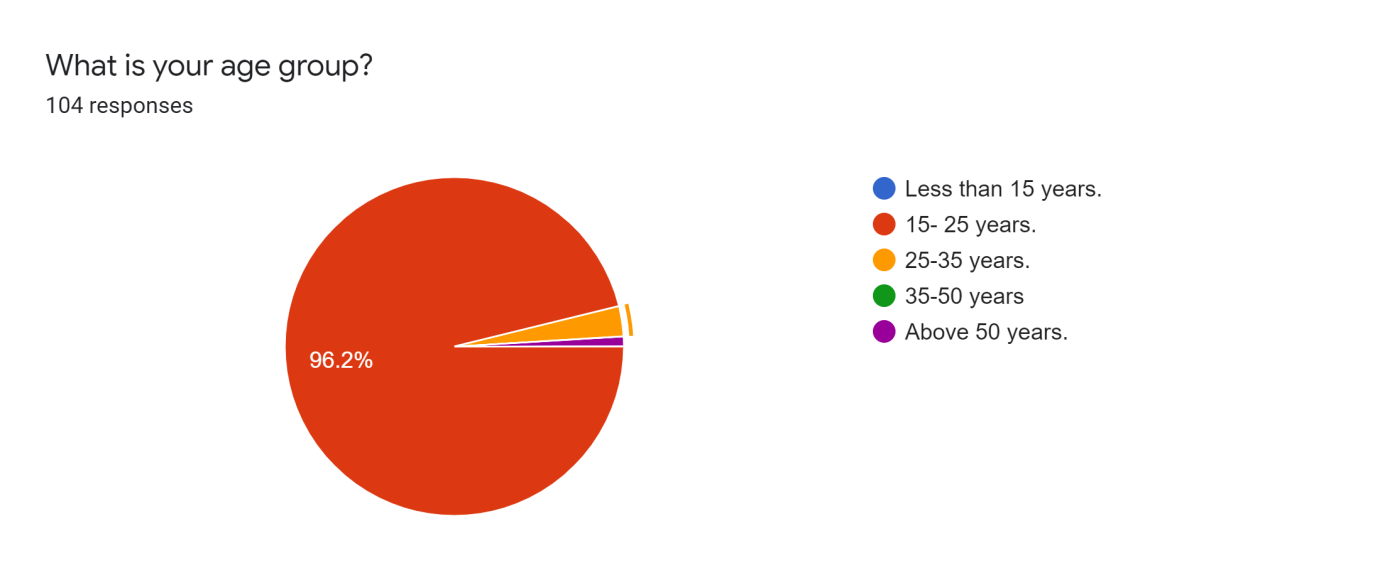 What is your age group?
104 responses
96.2%
Less than 15 years.
15- 25 years.
25-35 years.
35-50 years
Above 50 years.